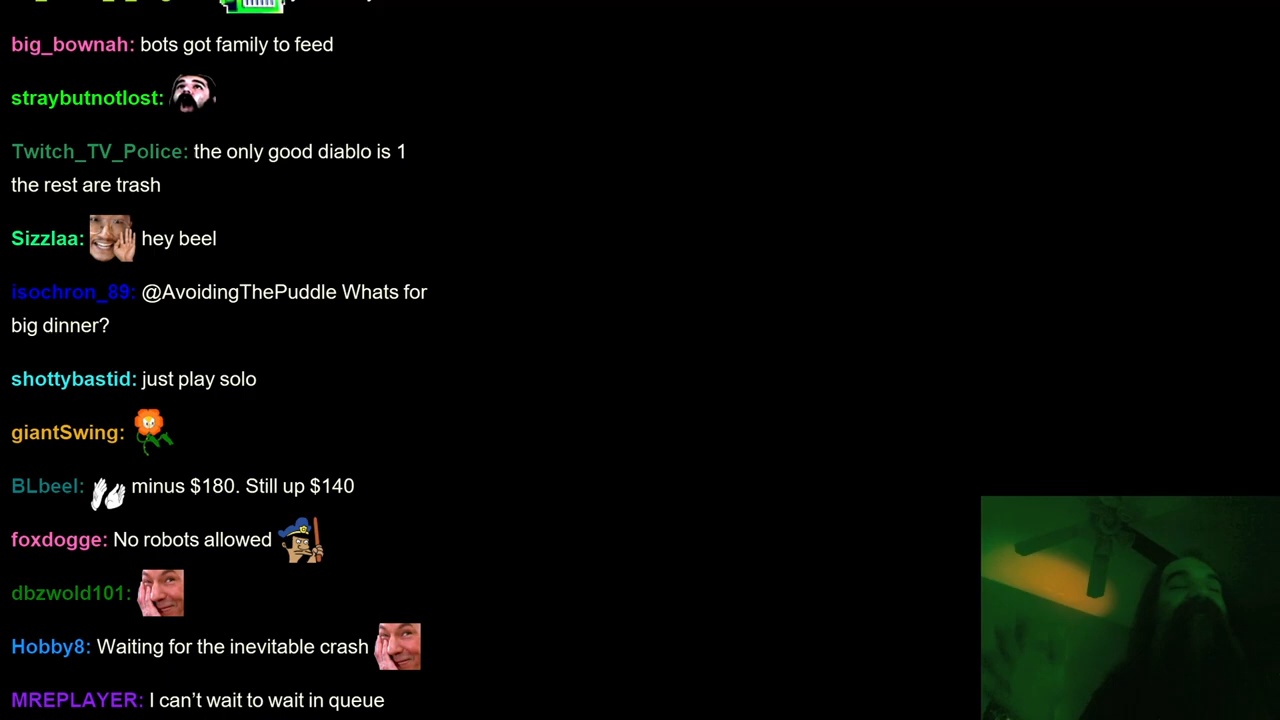 big_bownah: bots got family to feed
straybutnotlost:
Twitch_TV_Police: the only good diablo is 1
the rest are trash
Sizzlaa: hey beel
isochron_89: @AvoidingThePuddle Whats for
big dinner?
shottybastid: just play solo
giantSwing:
BLbeel: minus $180. Still up $140
foxdogge: No robots allowed
dbzwold101:
Hobby8: Waiting for the inevitable crash
MREPLAYER: I can’t wait to wait in queue